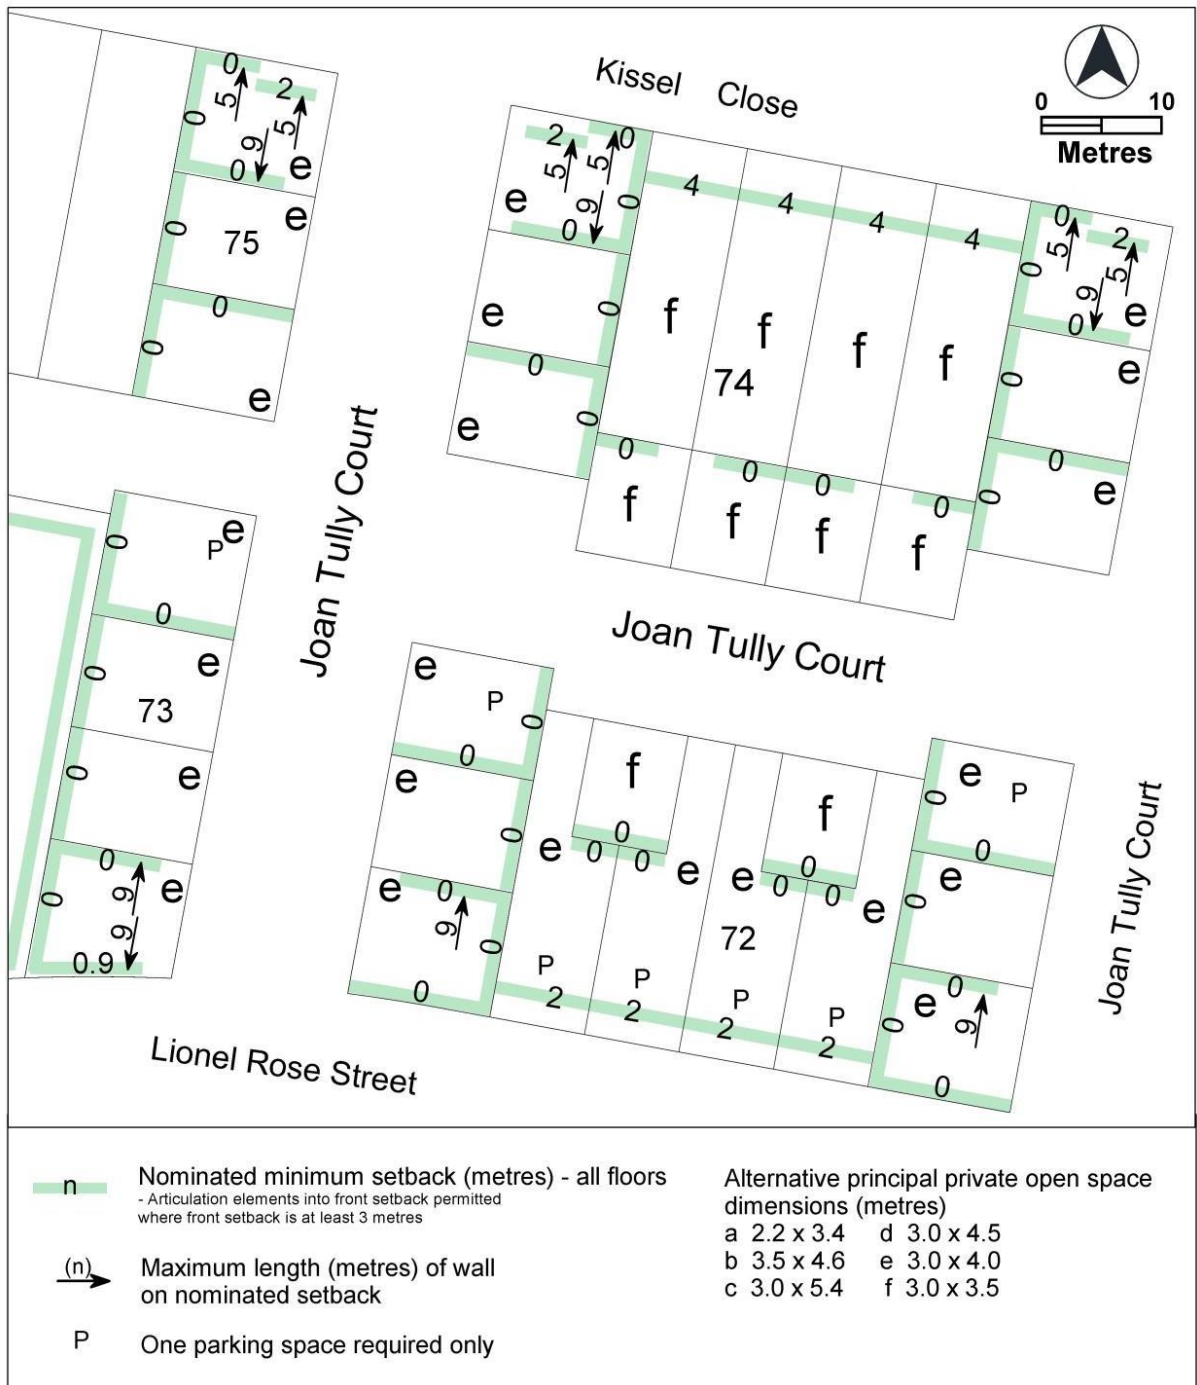 Kissel Close
0 10
Metres
0
2
5
5
0
9
0
e
0
75
e
0
0
e
2
0
5
5
9
e
0
0
e
0
0
e
0
4
4
4
4
f
f
f
f
74
0
0
0
0
f
f
f
f
0
2
5
5
0
9
0
e
0
e
0
0
e
Joan Tully Court
Joan Tully Court
Joan Tully Court
0
P
e
0
0
e
73
0
e
0
9
e
0
9
0.9
e
P
0
0
e
0
e
0
9
0
0
f
0
e
0
0
e
f
0
e
0
0
e
72
P
P
P
P
2
2
2
2
e
P
0
0
e
0
0
e
9
0
0
Lionel Rose Street
n Nominated minimum setback (metres) - all floors
- Articulation elements into front setback permitted
where front setback is at least 3 metres
(n) Maximum length (metres) of wall
on nominated setback
P One parking space required only
Alternative principal private open space
dimensions (metres)
a 2.2 x 3.4 d 3.0 x 4.5
b 3.5 x 4.6 e 3.0 x 4.0
c 3.0 x 5.4 f 3.0 x 3.5